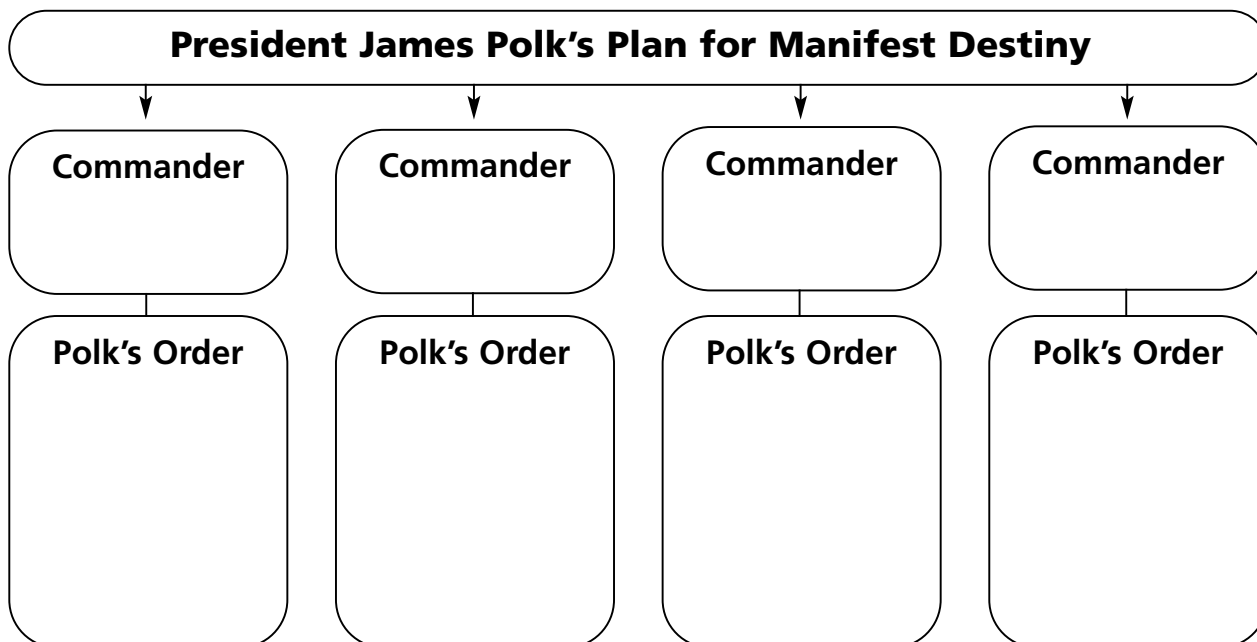 President James Polk’s Plan for Manifest Destiny
Commander
Commander
Commander
Commander
Polk’s Order
Polk’s Order
Polk’s Order
Polk’s Order